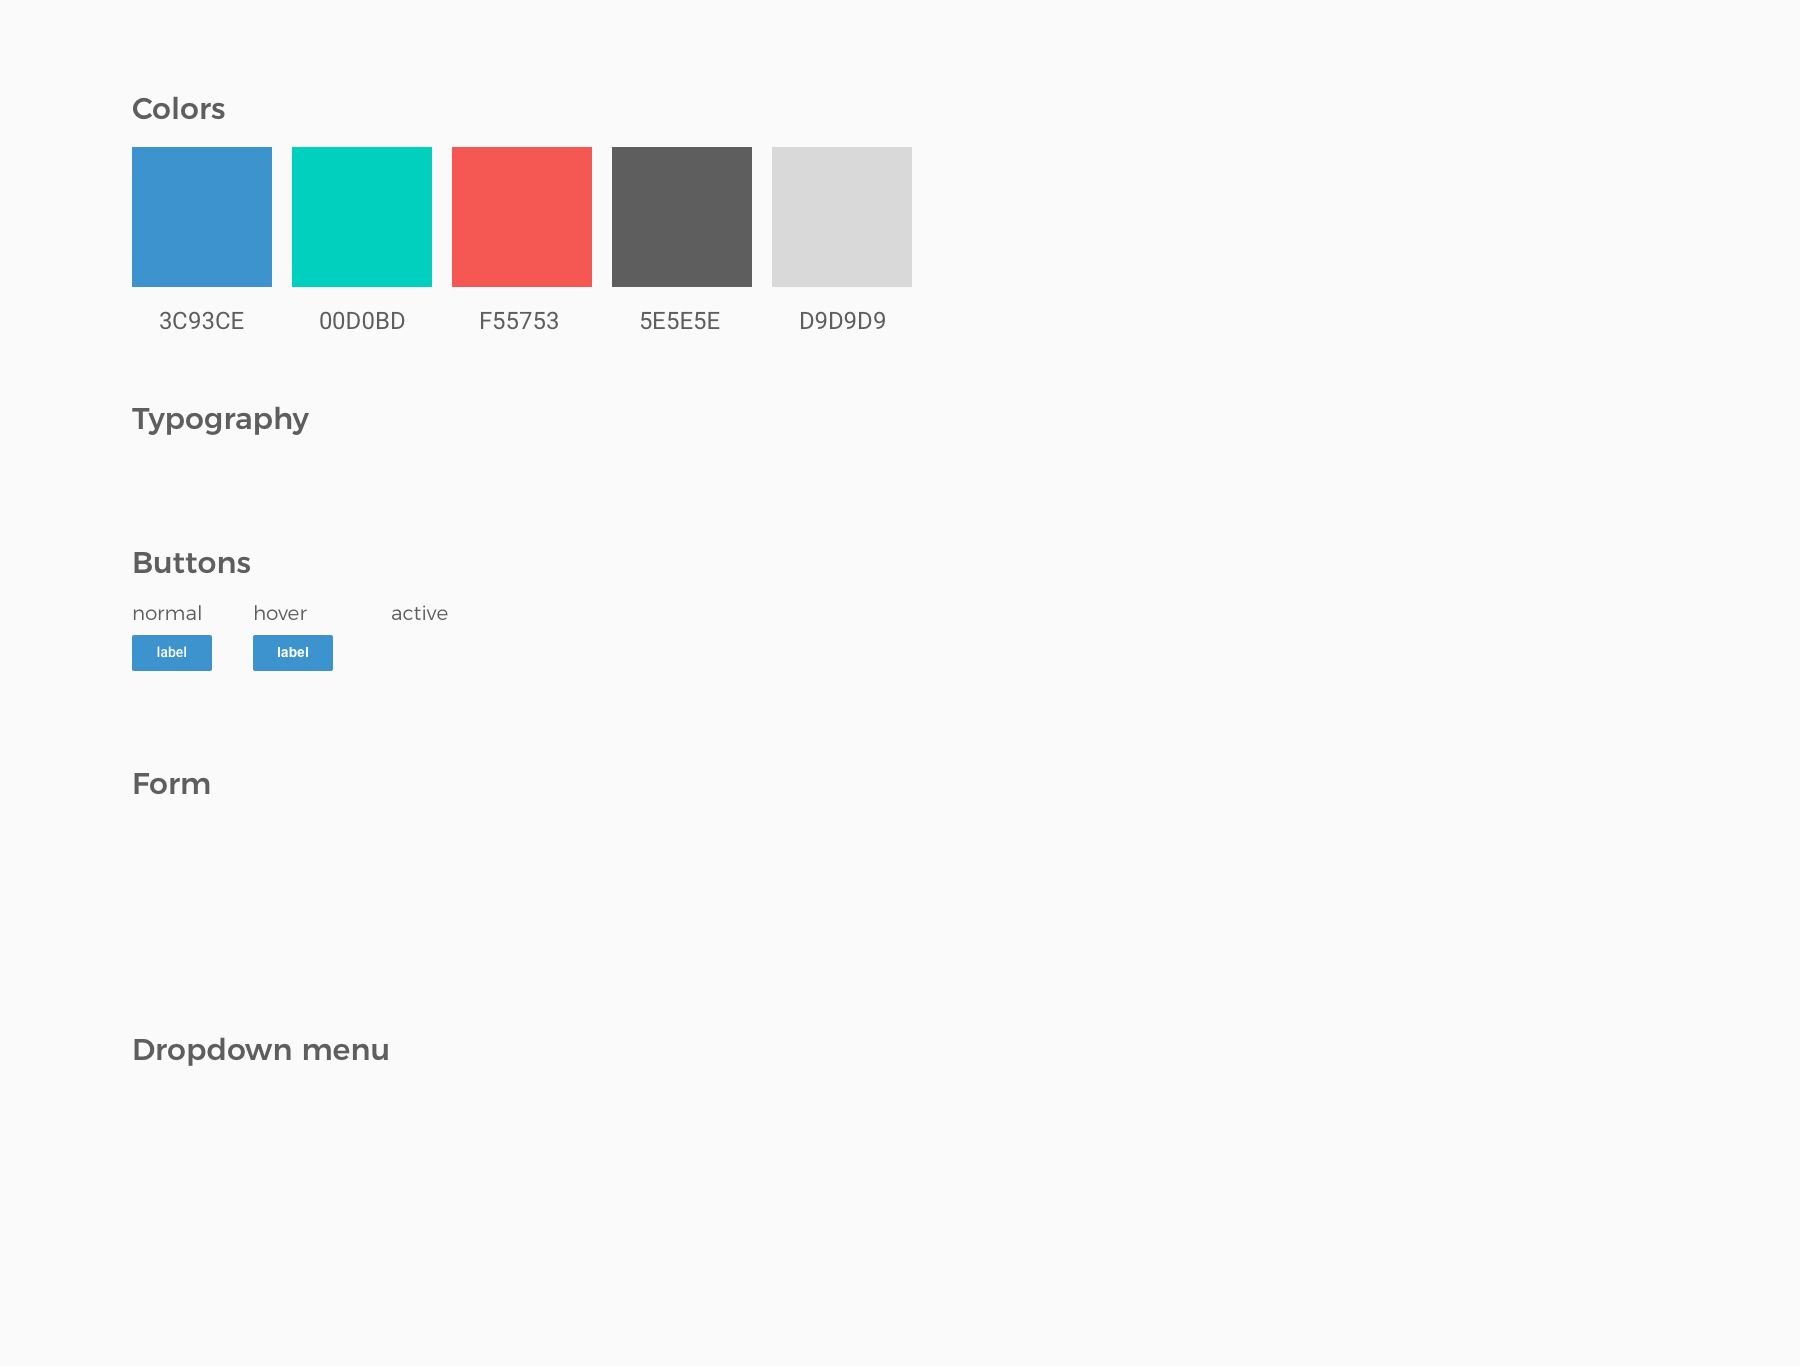 Colors
3C93CE 00D0BD F55753 5E5E5E D9D9D9
Typography
Buttons
normal hover active
label label
Form
Dropdown menu